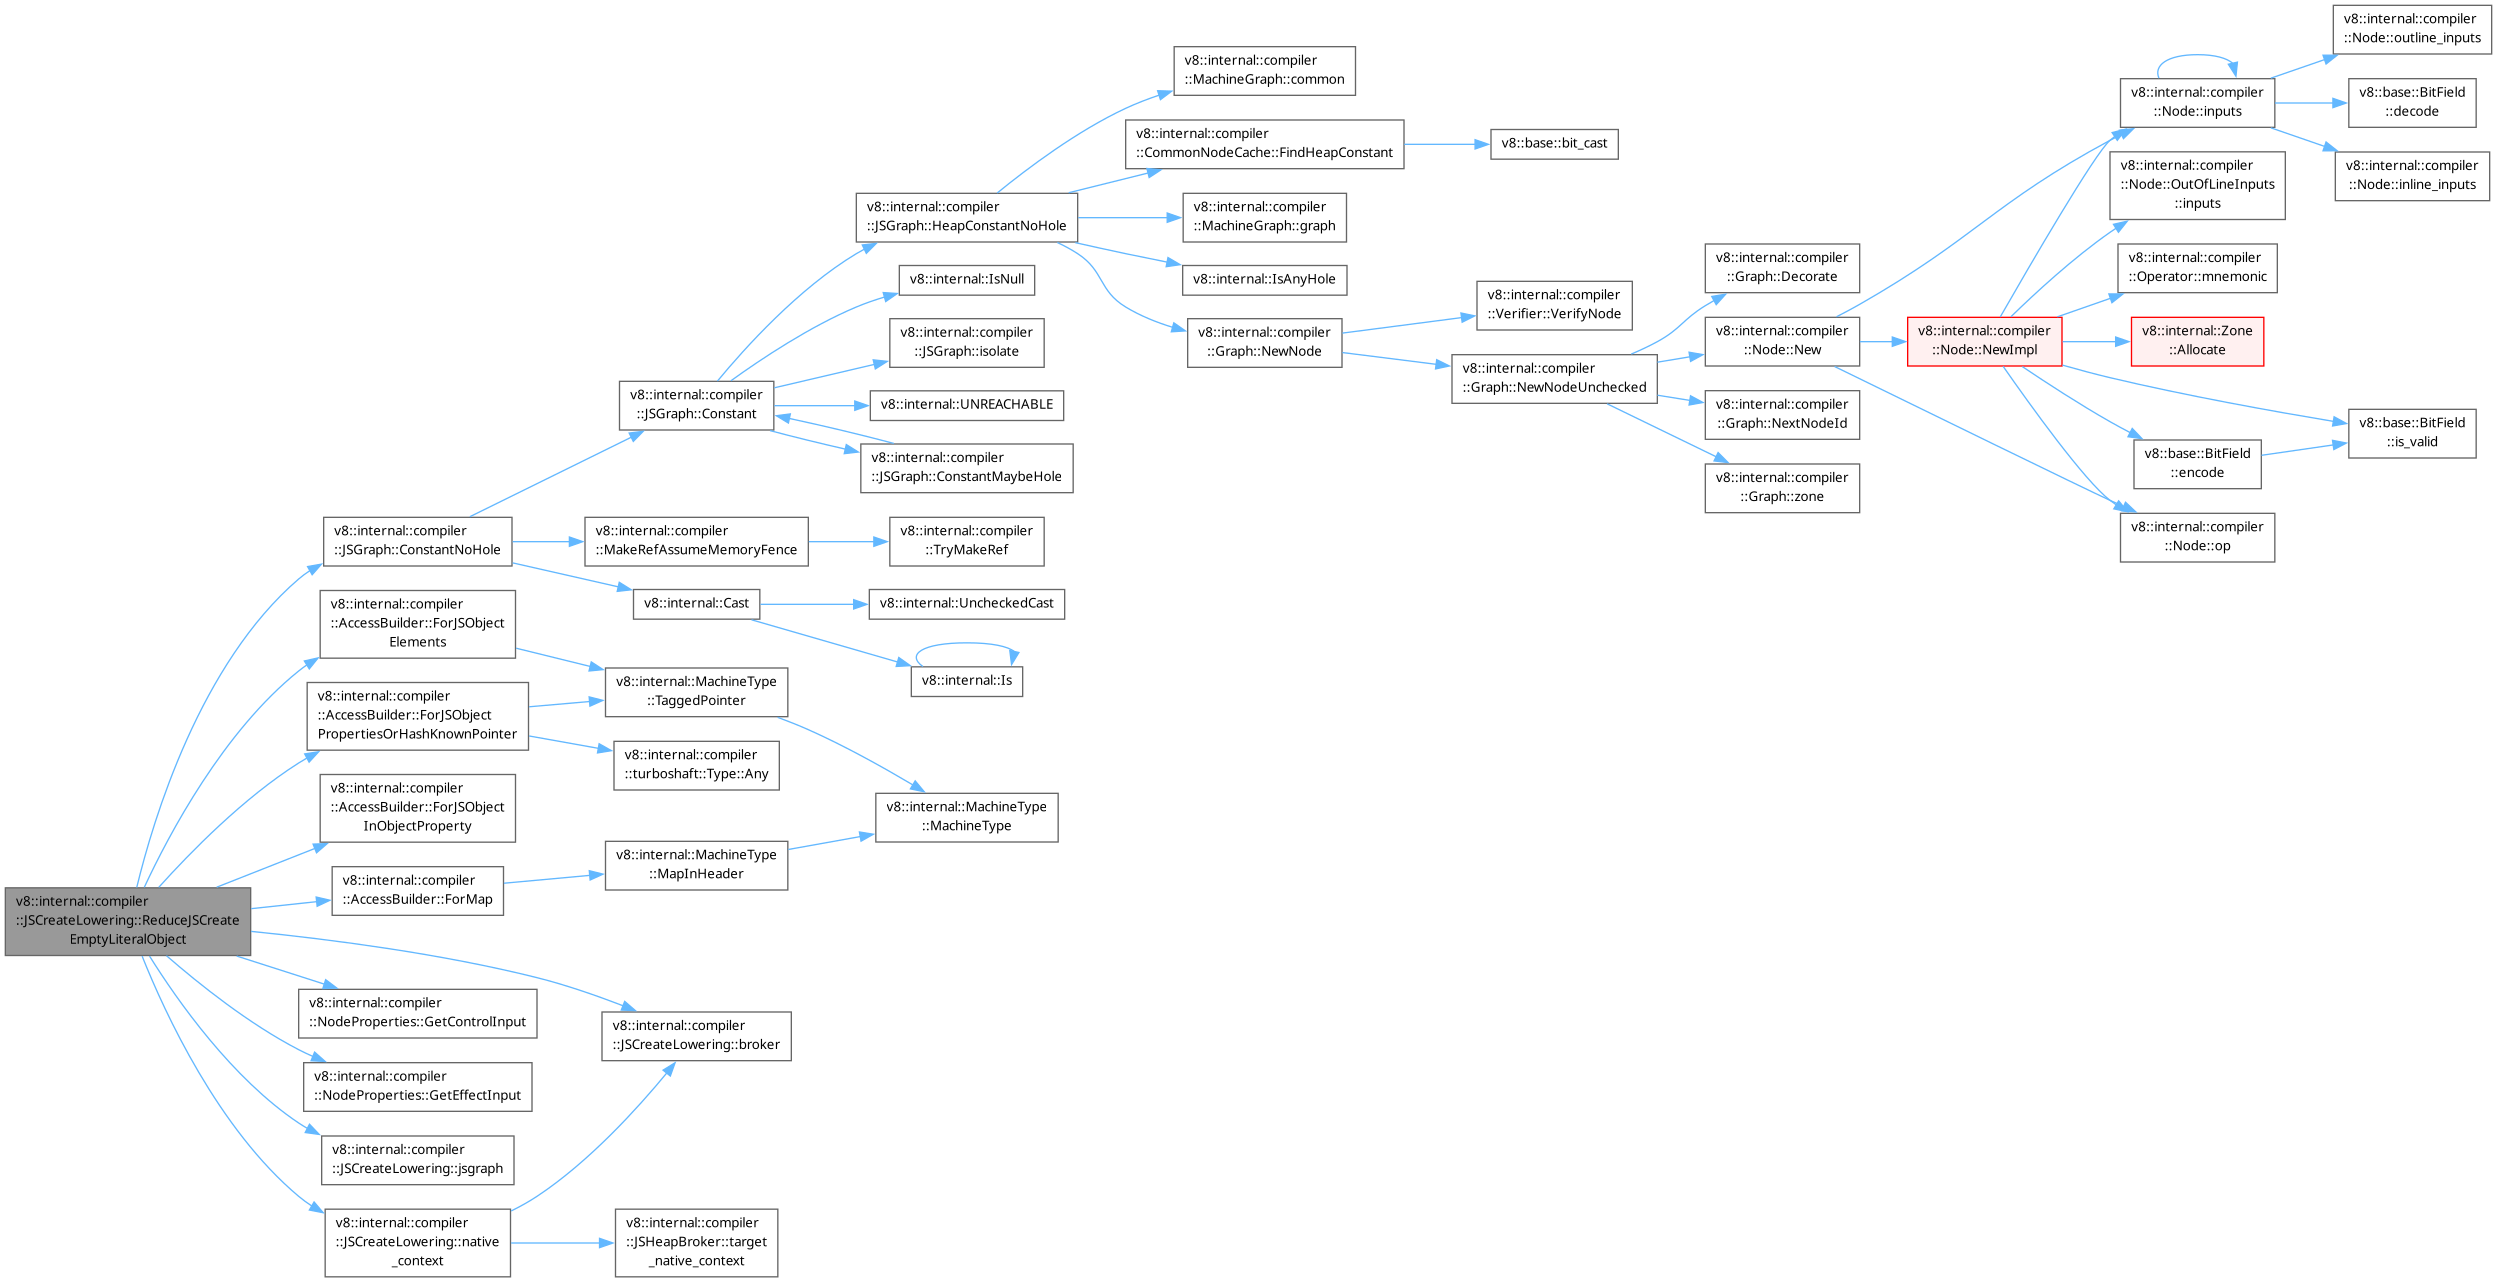 v8::internal::compiler
::JSCreateLowering::ReduceJSCreate
EmptyLiteralObject
v8::internal::compiler
::JSGraph::ConstantNoHole
v8::internal::compiler
::AccessBuilder::ForJSObject
Elements
v8::internal::compiler
::AccessBuilder::ForJSObject
PropertiesOrHashKnownPointer
v8::internal::compiler
::AccessBuilder::ForJSObject
InObjectProperty
v8::internal::compiler
::AccessBuilder::ForMap
v8::internal::compiler
::NodeProperties::GetControlInput
v8::internal::compiler
::NodeProperties::GetEffectInput
v8::internal::compiler
::JSCreateLowering::jsgraph
v8::internal::compiler
::JSCreateLowering::native
_context
v8::internal::compiler
::JSGraph::Constant
v8::internal::compiler
::MakeRefAssumeMemoryFence
v8::internal::Cast
v8::internal::MachineType
::TaggedPointer
v8::internal::compiler
::turboshaft::Type::Any
v8::internal::MachineType
::MapInHeader
v8::internal::compiler
::JSCreateLowering::broker
v8::internal::compiler
::JSHeapBroker::target
_native_context
v8::internal::compiler
::JSGraph::HeapConstantNoHole
v8::internal::IsNull
v8::internal::compiler
::JSGraph::isolate
v8::internal::UNREACHABLE
v8::internal::compiler
::JSGraph::ConstantMaybeHole
v8::internal::compiler
::TryMakeRef
v8::internal::UncheckedCast
v8::internal::Is
v8::internal::MachineType
::MachineType
v8::internal::compiler
::MachineGraph::common
v8::internal::compiler
::CommonNodeCache::FindHeapConstant
v8::internal::compiler
::MachineGraph::graph
v8::internal::IsAnyHole
v8::internal::compiler
::Graph::NewNode
v8::base::bit_cast
v8::internal::compiler
::Verifier::VerifyNode
v8::internal::compiler
::Graph::NewNodeUnchecked
v8::internal::compiler
::Graph::Decorate
v8::internal::compiler
::Node::New
v8::internal::compiler
::Graph::NextNodeId
v8::internal::compiler
::Graph::zone
v8::internal::compiler
::Node::NewImpl
v8::internal::compiler
::Node::inputs
v8::internal::compiler
::Node::OutOfLineInputs
::inputs
v8::internal::compiler
::Operator::mnemonic
v8::internal::Zone
::Allocate
v8::base::BitField
::encode
v8::internal::compiler
::Node::op
v8::internal::compiler
::Node::outline_inputs
v8::base::BitField
::decode
v8::internal::compiler
::Node::inline_inputs
v8::base::BitField
::is_valid